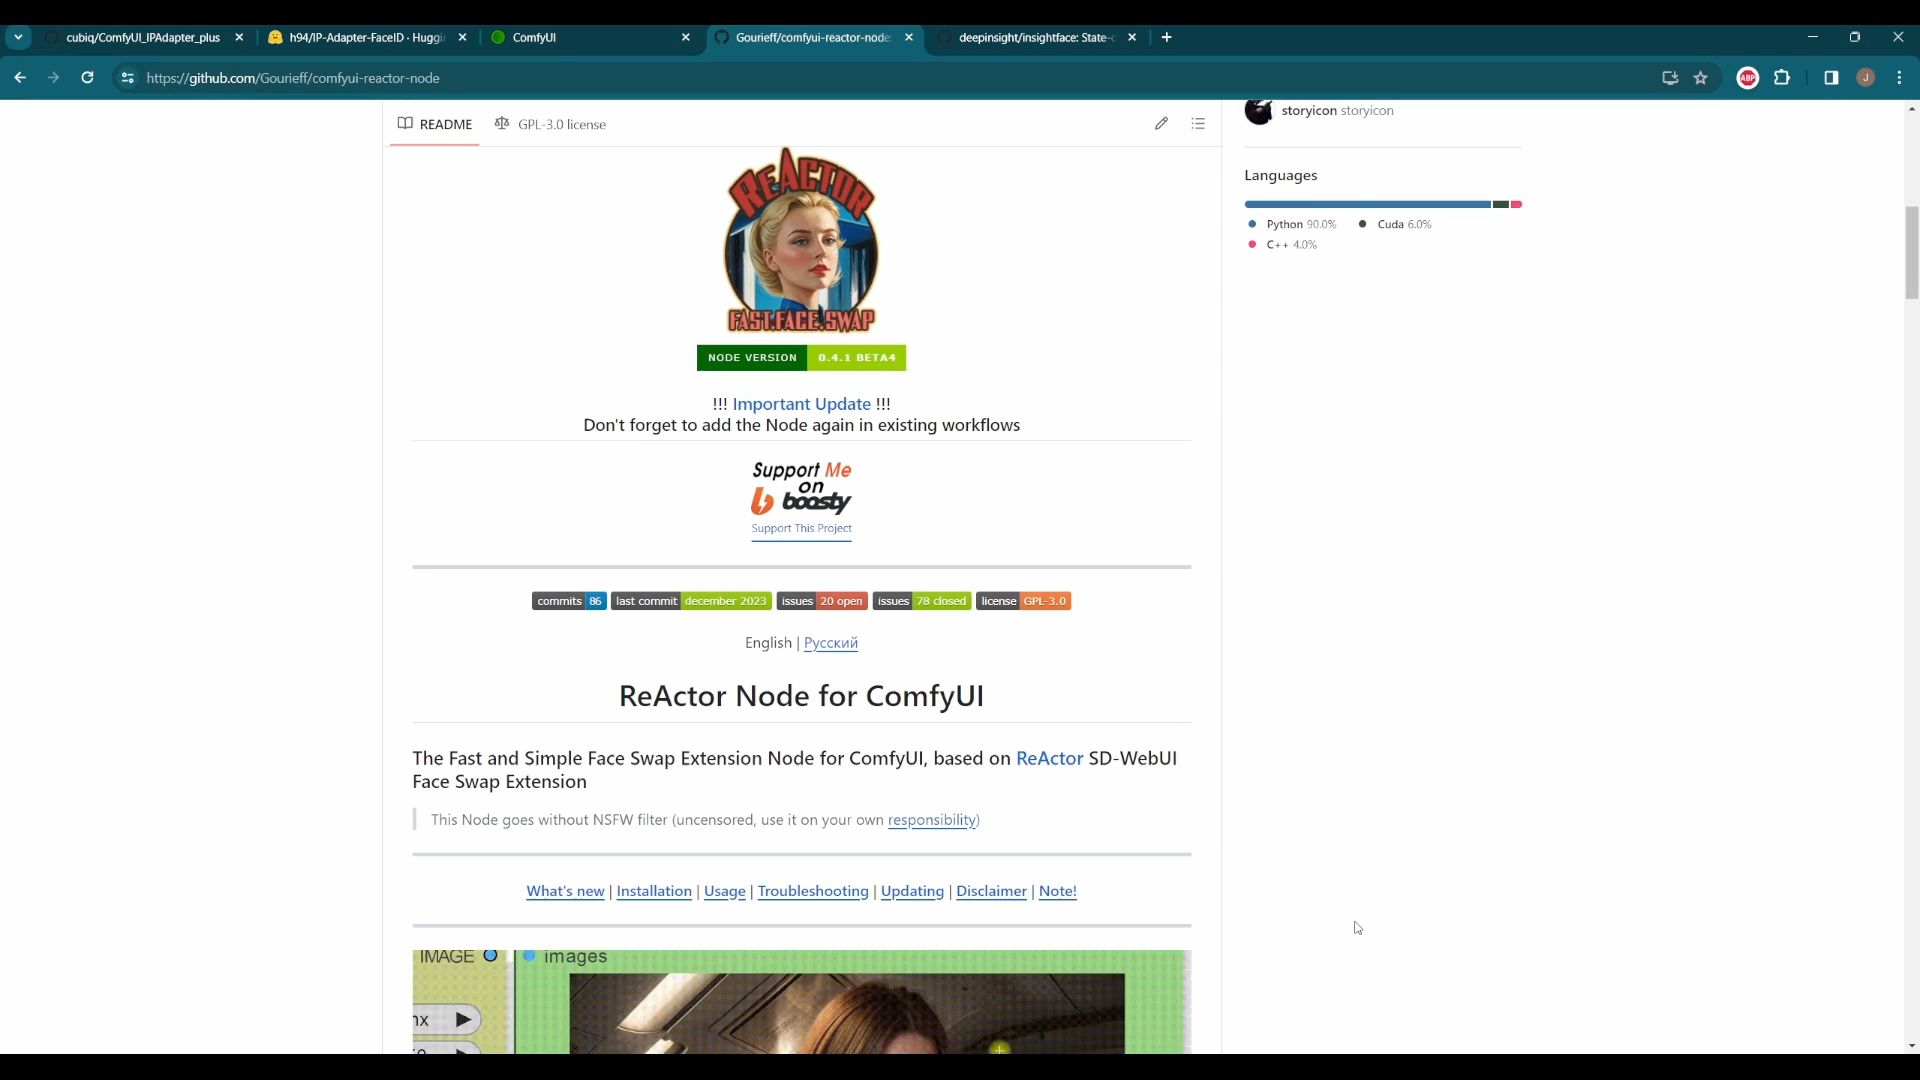 cubiq/ComfyUI_IPAdapter_plus
h94/IP-Adapter-FaceID · Huggi
ComfyUI
Gourieff/comfyui-reactor-node:
deepinsight/insightface: State-o
https://github.com/Gourieff/comfyui-reactor-node
ABP
J
README
GPL-3.0 license
storyicon storyicon
Languages
Python 90.0%
Cuda 6.0%
C++ 4.0%
REACTOR
FAST.FACE.SWAP
NODE VERSION 0.4.1 BETA4
!!! Important Update !!!
Don't forget to add the Node again in existing workflows
Support Me
on
boosty
Support This Project
commits 86 last commit december 2023 issues 20 open issues 78 closed license GPL-3.0
English | Русский
ReActor Node for ComfyUI
The Fast and Simple Face Swap Extension Node for ComfyUI, based on ReActor SD-WebUI
Face Swap Extension
This Node goes without NSFW filter (uncensored, use it on your own responsibility)
What's new | Installation | Usage | Troubleshooting | Updating | Disclaimer | Note!
IMAGE
images